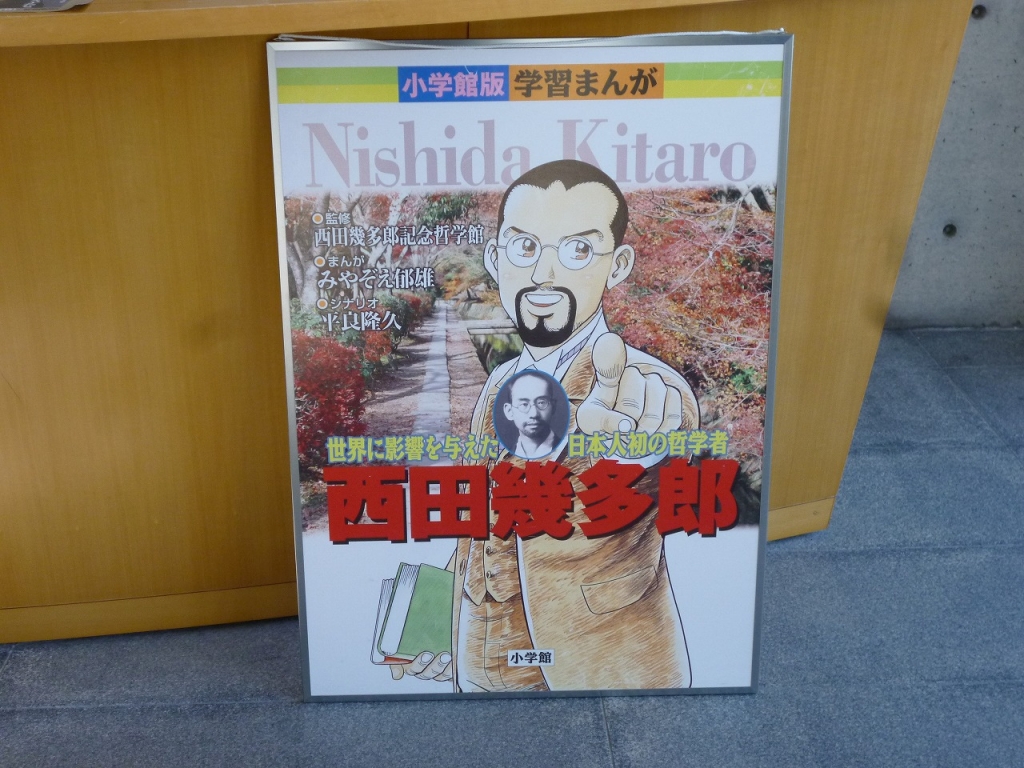 小学館版 学習まんが
Nishida Kitaro
監修
西田幾多郎記念哲学館
まんが
みやぞえ郁雄
シナリオ
平良隆久
世界に影響を与えた 日本人初の哲学者
西田幾多郎
小学館